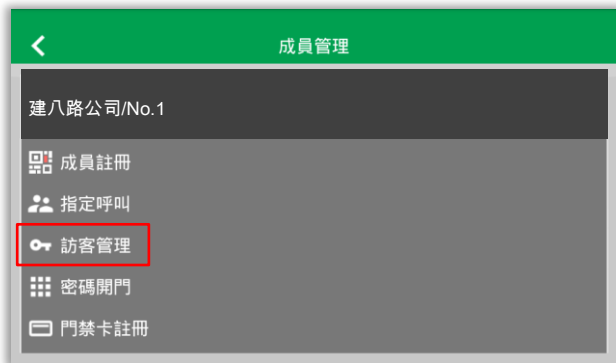 成員管理
建八路公司/No.1
成員註冊
指定呼叫
訪客管理
密碼開門
門禁卡註冊